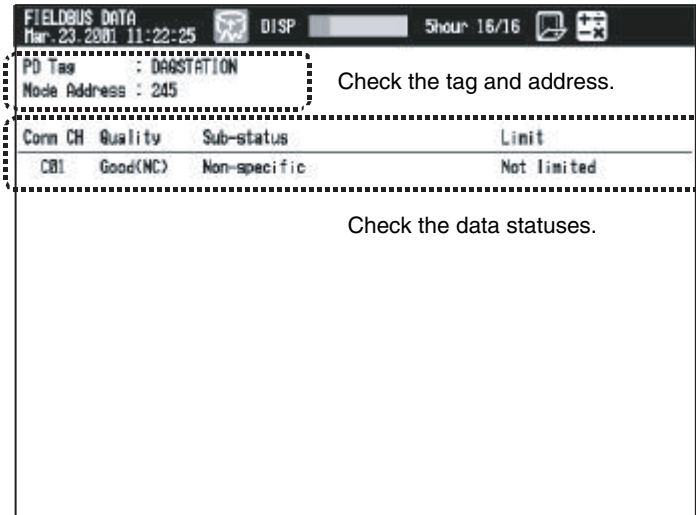 FIELDBUS DATA
Mar.23.2001 11:22:25 DISP 5hour 16/16
PD Tag : DAQSTATION
Node Address : 245
Check the tag and address.
Conn CH Quality Sub-status Limit
C01 Good(NC) Non-specific Not limited
Check the data statuses.